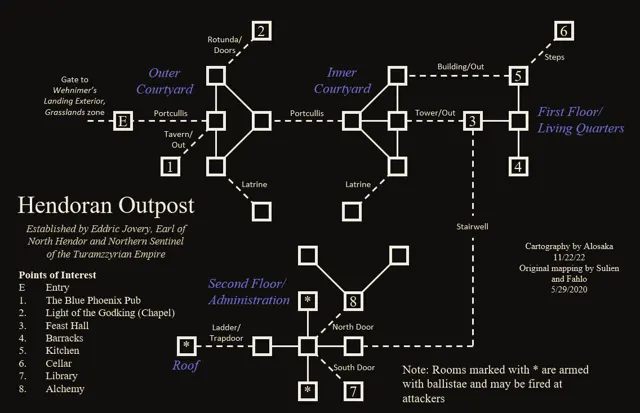 2
Rotunda/
Doors
6
Steps
Outer
Courtyard
Inner
Courtyard
Building/Out
5
Gate to
Wehnimer's
Landing Exterior,
Grasslands zone
E
Portcullis
Portcullis
Tower/Out
3
First Floor/
Living Quarters
Tavern/
Out
1
4
Latrine
Latrine
Hendoran Outpost
Established by Eddric Jovery, Earl of
North Hendor and Northern Sentinel
of the Turamzzyrian Empire
Stairwell
Cartography by Alosaka
11/22/22
Original mapping by Sulien
and Fahlo
5/29/2020
Points of Interest
E Entry
1. The Blue Phoenix Pub
2. Light of the Godking (Chapel)
3. Feast Hall
4. Barracks
5. Kitchen
6. Cellar
7. Library
8. Alchemy
Second Floor/
Administration
*
8
Ladder/
Trapdoor
North Door
*
Roof
South Door
*
7
Note: Rooms marked with * are armed
with ballistae and may be fired at
attackers